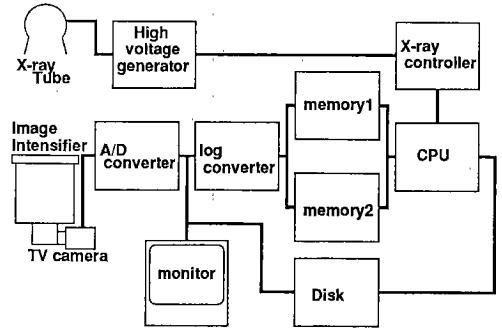 X-ray
Tube
High
voltage
generator
X-ray
controller
Image
Intensifier
A/D
converter
log
converter
memory1
memory2
CPU
TV camera
monitor
Disk